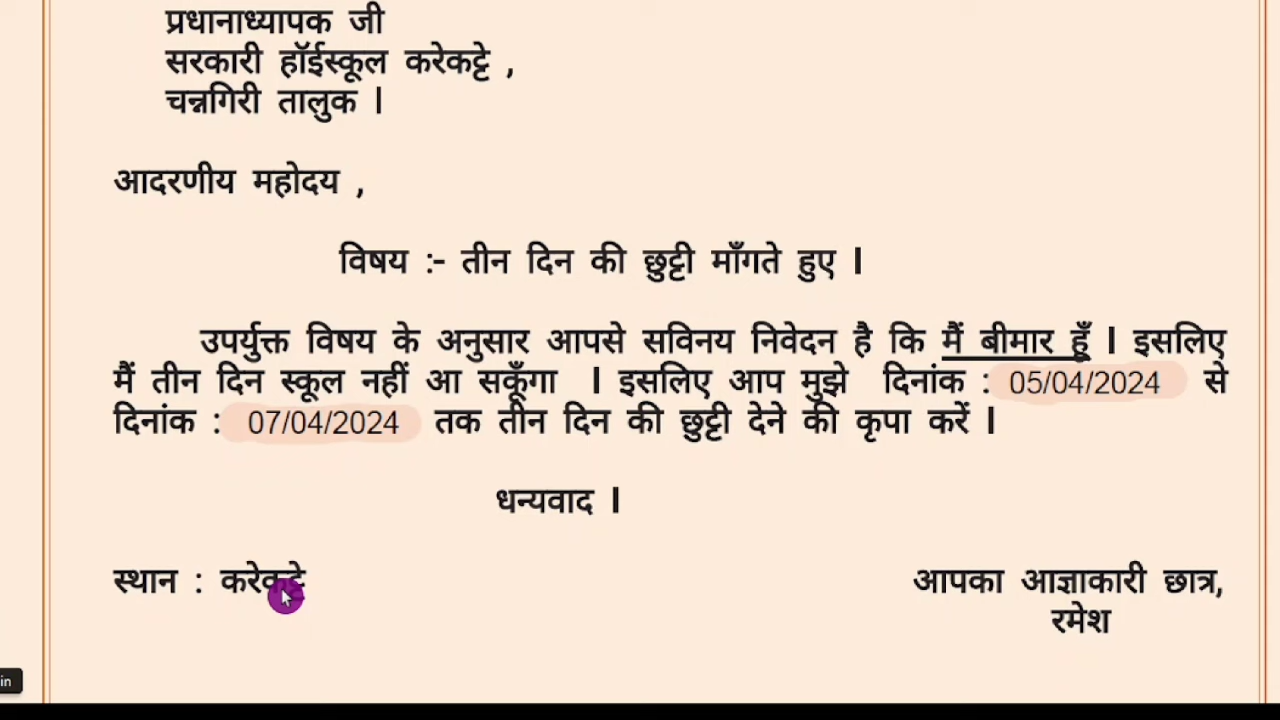 प्रधानाध्यापक जी
सरकारी हॉईस्कूल करेकट्टे ,
चन्नगिरी तालुक ।
आदरणीय महोदय ,
विषय :- तीन दिन की छुट्टी माँगते हुए ।
उपर्युक्त विषय के अनुसार आपसे सविनय निवेदन है कि मैं बीमार हूँ । इसलिए
मैं तीन दिन स्कूल नहीं आ सकूँगा । इसलिए आप मुझे दिनांक : 05/04/2024 से
दिनांक : 07/04/2024 तक तीन दिन की छुट्टी देने की कृपा करें ।
धन्यवाद ।
स्थान : करेकट्टे
आपका आज्ञाकारी छात्र,
रमेश
in